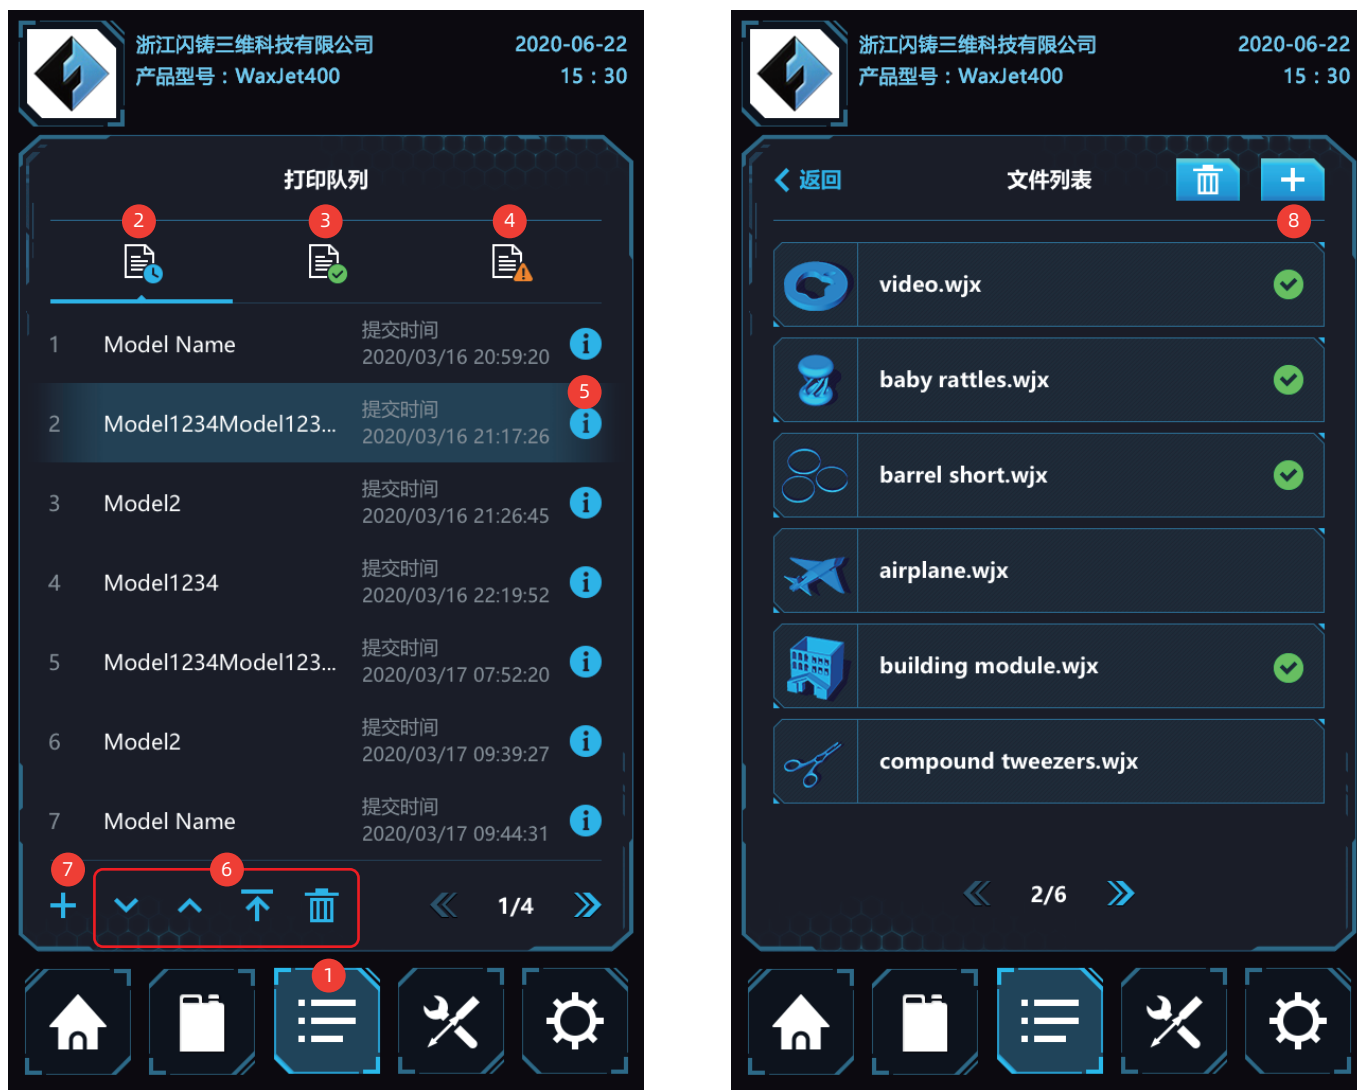 浙江闪铸三维科技有限公司
2020-06-22
产品型号：WaxJet400
15：30
打印队列
2
3
4
1
Model Name
提交时间
2020/03/16 20:59:20
5
2
Model1234Model123...
提交时间
2020/03/16 21:17:26
3
Model2
提交时间
2020/03/16 21:26:45
4
Model1234
提交时间
2020/03/16 22:19:52
5
Model1234Model123...
提交时间
2020/03/17 07:52:20
6
Model2
提交时间
2020/03/17 09:39:27
7
Model Name
提交时间
2020/03/17 09:44:31
7
6
1/4
1
浙江闪铸三维科技有限公司
2020-06-22
产品型号：WaxJet400
15：30
返回
文件列表
8
video.wjx
baby rattles.wjx
barrel short.wjx
airplane.wjx
building module.wjx
compound tweezers.wjx
2/6